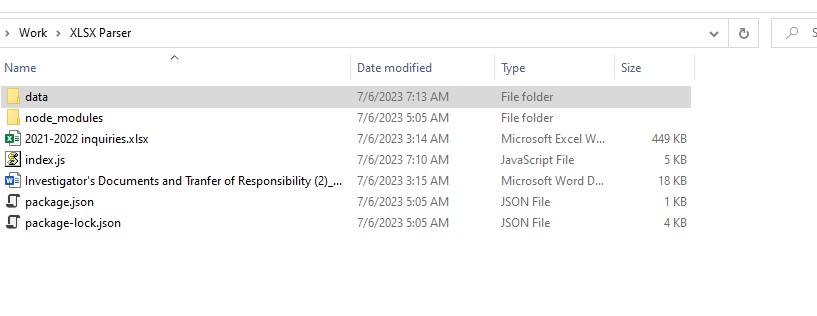 Work XLSX Parser S
Name Date modified Type Size
data 7/6/2023 7:13 AM File folder
node_modules 7/6/2023 5:05 AM File folder
2021-2022 inquiries.xlsx 7/6/2023 3:14 AM Microsoft Excel W... 449 KB
index.js 7/6/2023 7:10 AM JavaScript File 5 KB
Investigator's Documents and Tranfer of Responsibility (2)_... 7/6/2023 3:15 AM Microsoft Word D... 18 KB
package.json 7/6/2023 5:05 AM JSON File 1 KB
package-lock.json 7/6/2023 5:05 AM JSON File 4 KB